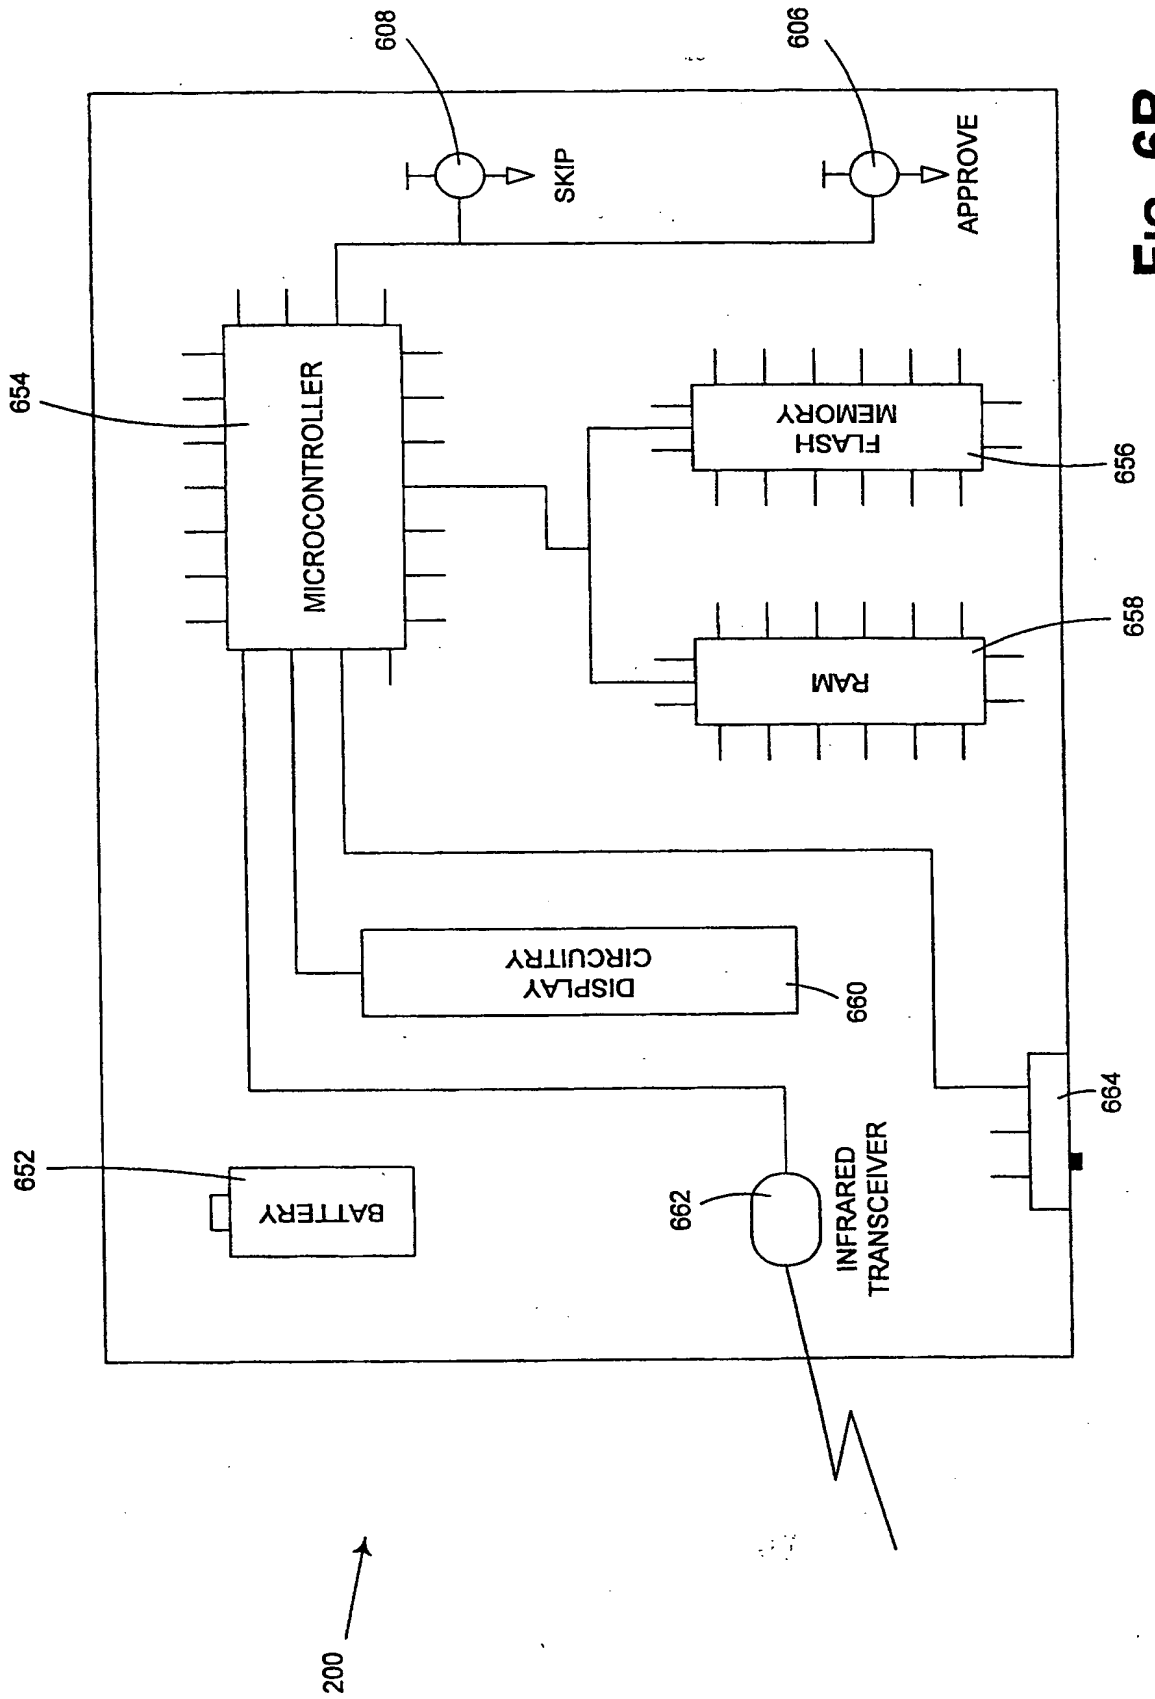 200
652
BATTERY
654
MICROCONTROLLER
608
SKIP
606
APPROVE
DISPLAY
CIRCUITRY
660
662
INFRARED
TRANSCEIVER
664
RAM
658
FLASH
MEMORY
656